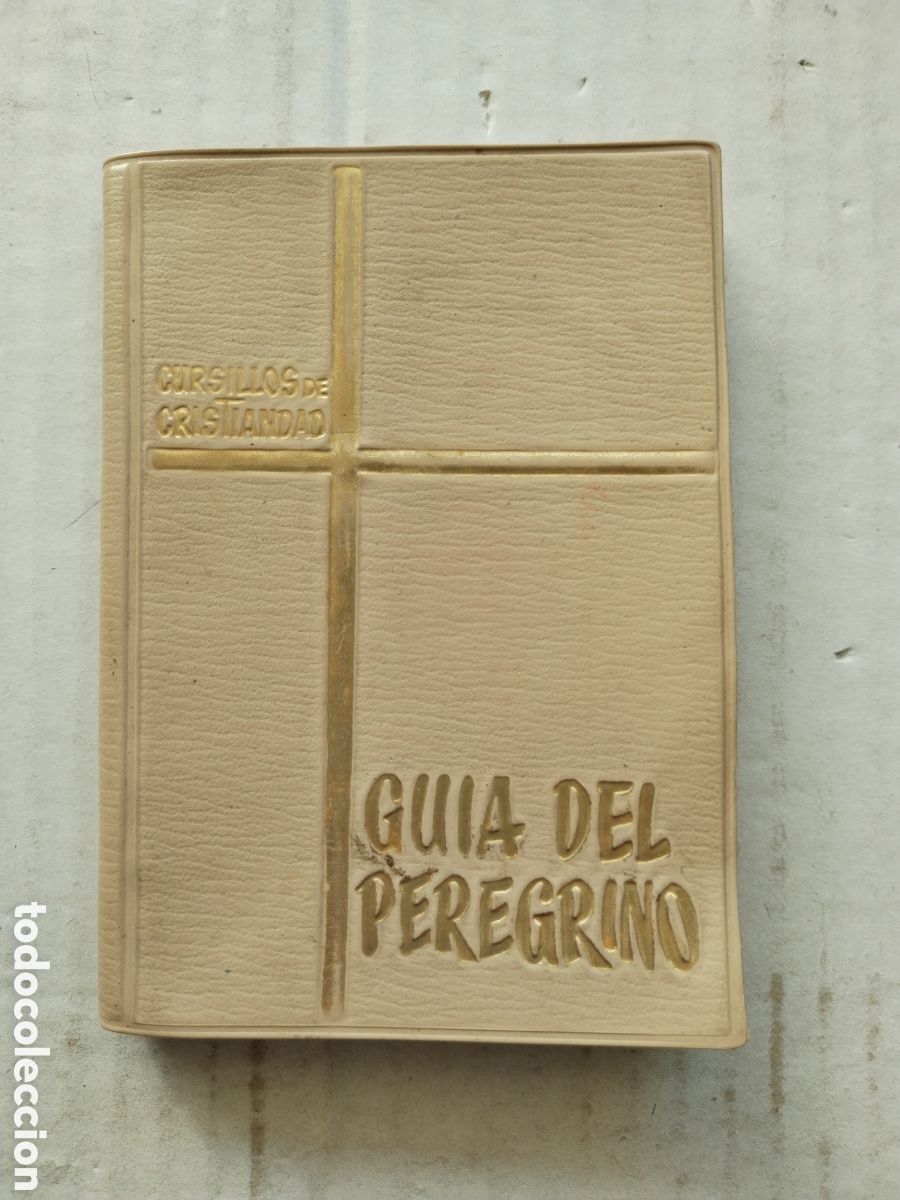 CURSILLOS DE
CRISTIANDAD
GUIA DEL
PEREGRINO
todocoleccion